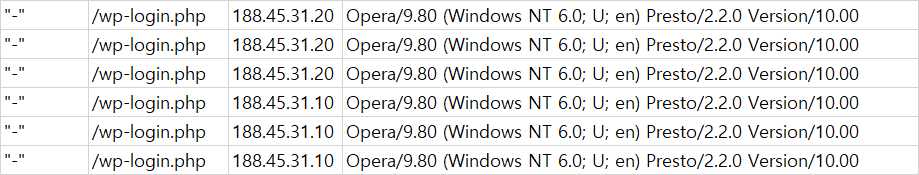 "-" /wp-login.php 188.45.31.20 Opera/9.80 (Windows NT 6.0; U; en) Presto/2.2.0 Version/10.00
"-" /wp-login.php 188.45.31.20 Opera/9.80 (Windows NT 6.0; U; en) Presto/2.2.0 Version/10.00
"-" /wp-login.php 188.45.31.20 Opera/9.80 (Windows NT 6.0; U; en) Presto/2.2.0 Version/10.00
"-" /wp-login.php 188.45.31.10 Opera/9.80 (Windows NT 6.0; U; en) Presto/2.2.0 Version/10.00
"-" /wp-login.php 188.45.31.10 Opera/9.80 (Windows NT 6.0; U; en) Presto/2.2.0 Version/10.00
"-" /wp-login.php 188.45.31.10 Opera/9.80 (Windows NT 6.0; U; en) Presto/2.2.0 Version/10.00